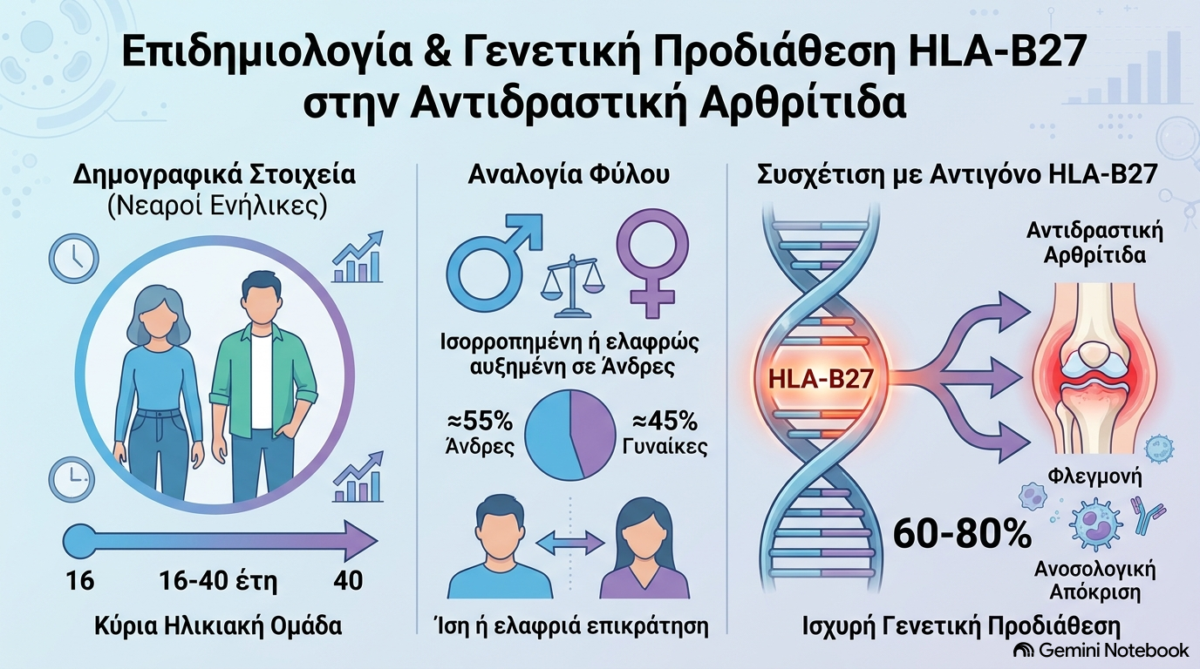 Επιδημιολογία & Γενετική Προδιάθεση HLA-B27
στην Αντιδραστική Αρθρίτιδα
Δημογραφικά Στοιχεία
(Νεαροί Ενήλικες)
16
16-40 έτη
40
Κύρια Ηλικιακή Ομάδα
Αναλογία Φύλου
Ισορροπημένη ή ελαφρώς
αυξημένη σε Άνδρες
≈55%
Άνδρες
≈45%
Γυναίκες
Ίση ή ελαφριά επικράτηση
Συσχέτιση με Αντιγόνο HLA-B27
Αντιδραστική
Αρθρίτιδα
HLA-B27
Φλεγμονή
60-80%
Ανοσολογική
Απόκριση
Ισχυρή Γενετική Προδιάθεση
Gemini Notebook